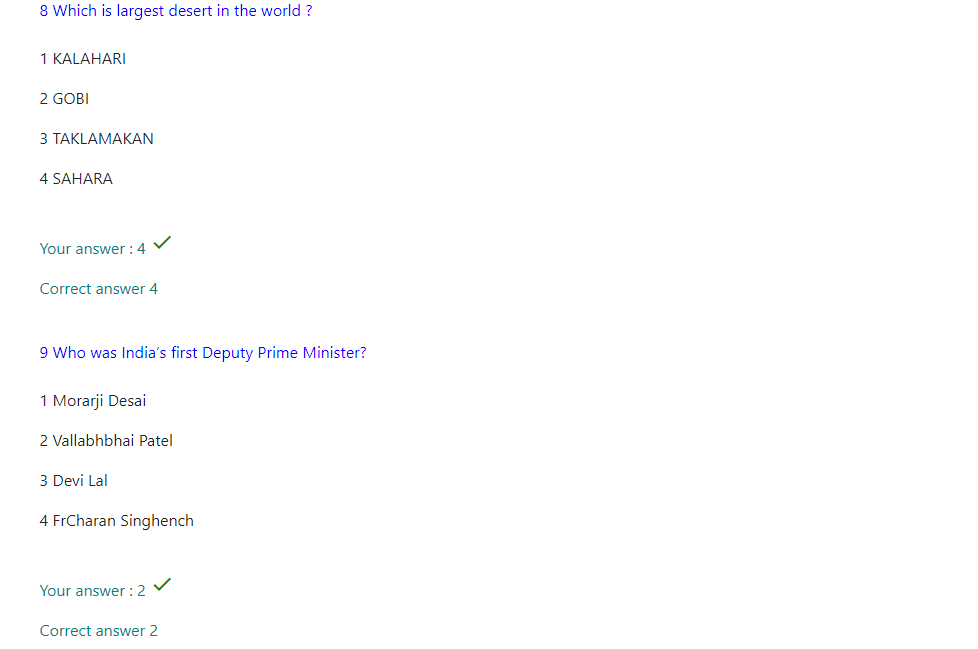 8 Which is largest desert in the world ?
1 KALAHARI
2 GOBI
3 TAKLAMAKAN
4 SAHARA
Your answer : 4
Correct answer 4
9 Who was India's first Deputy Prime Minister?
1 Morarji Desai
2 Vallabhbhai Patel
3 Devi Lal
4 FrCharan Singhench
Your answer : 2
Correct answer 2